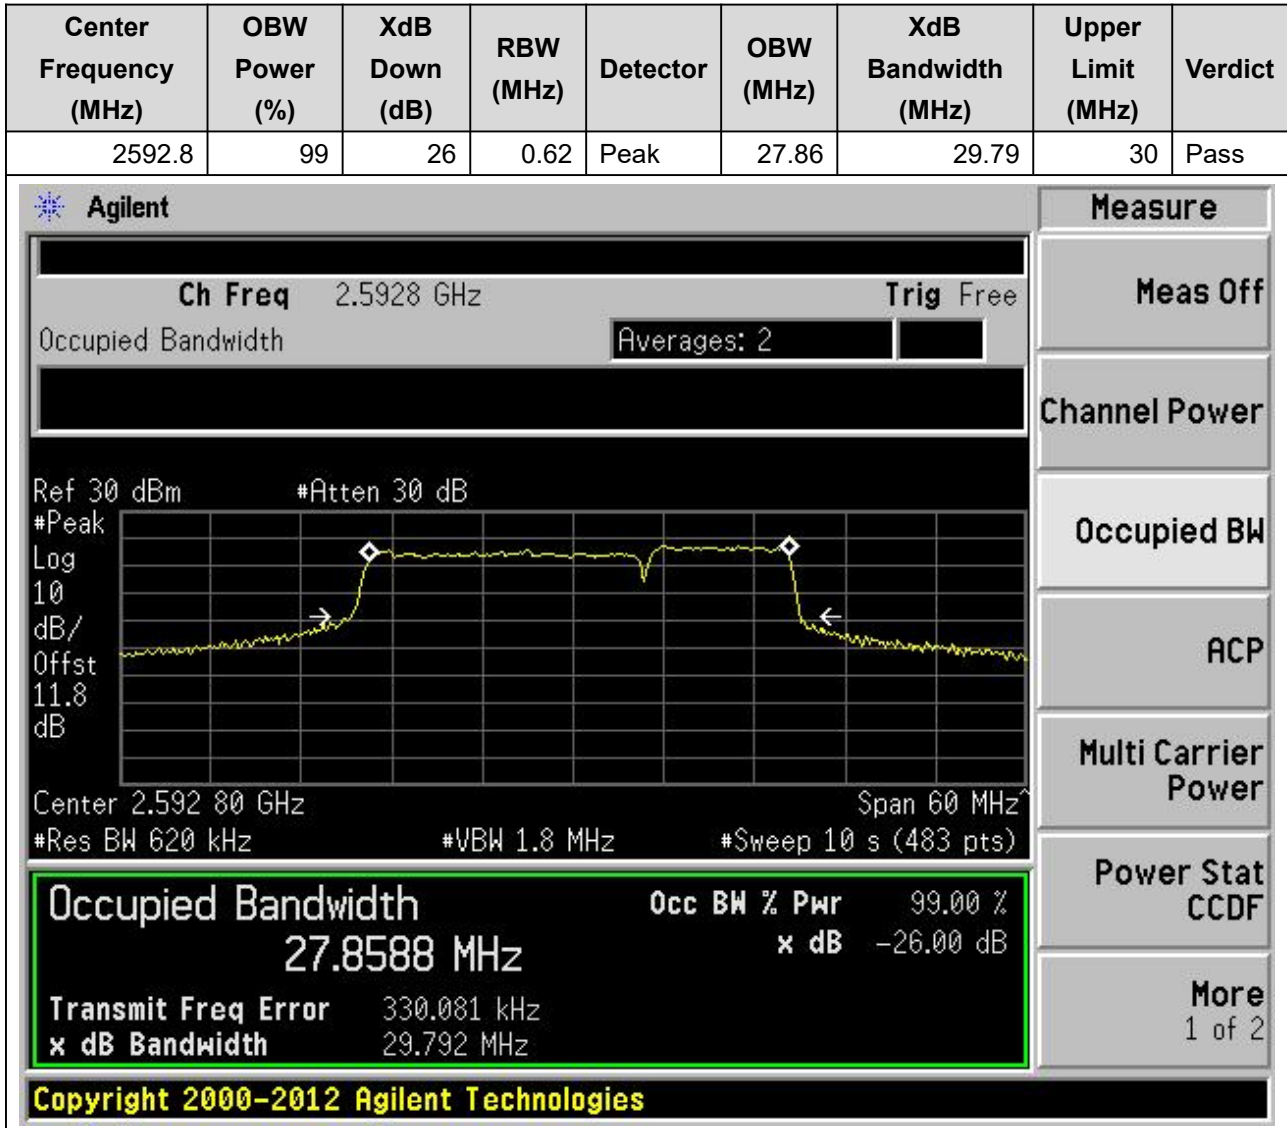 Center Frequency (MHz) OBW Power (%) XdB Down (dB) RBW (MHz) Detector OBW (MHz) XdB Bandwidth (MHz) Upper Limit (MHz) Verdict
2592.8 99 26 0.62 Peak 27.86 29.79 30 Pass
Agilent
Measure
Ch Freq 2.5928 GHz Trig Free
Meas Off
Occupied Bandwidth Averages: 2
Channel Power
Ref 30 dBm #Atten 30 dB
#Peak
Log
10
dB/
Offst
11.8
dB
Occupied BW
ACP
Multi Carrier
Power
Center 2.592 80 GHz Span 60 MHz^
#Res BW 620 kHz #VBW 1.8 MHz #Sweep 10 s (483 pts)
Power Stat
CCDF
Occupied Bandwidth Occ BW % Pwr 99.00 %
27.8588 MHz x dB -26.00 dB
Transmit Freq Error 330.081 kHz
x dB Bandwidth 29.792 MHz
More
1 of 2
Copyright 2000-2012 Agilent Technologies